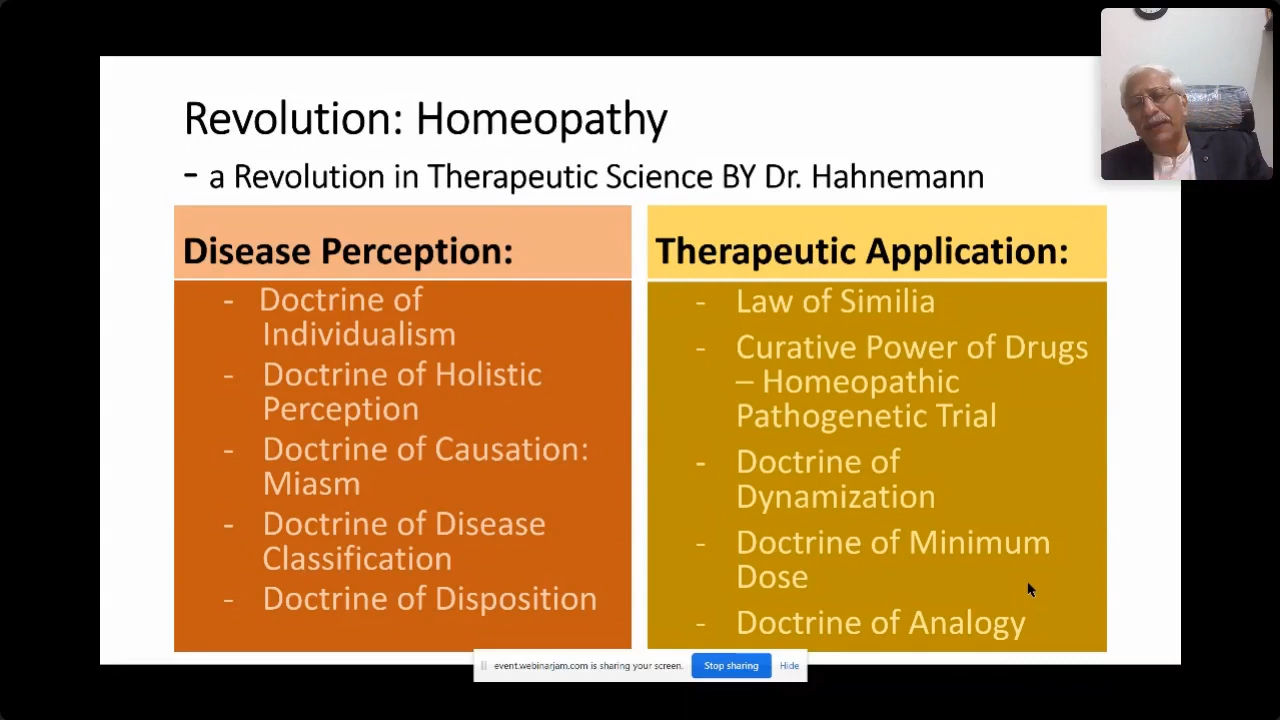 Revolution: Homeopathy
- a Revolution in Therapeutic Science BY Dr. Hahnemann
Disease Perception:
- Doctrine of
Individualism
- Doctrine of Holistic
Perception
- Doctrine of Causation:
Miasm
- Doctrine of Disease
Classification
- Doctrine of Disposition
Therapeutic Application:
- Law of Similia
- Curative Power of Drugs
– Homeopathic
Pathogenetic Trial
- Doctrine of
Dynamization
- Doctrine of Minimum
Dose
- Doctrine of Analogy
event.webinarjam.com is sharing your screen. Stop sharing Hide